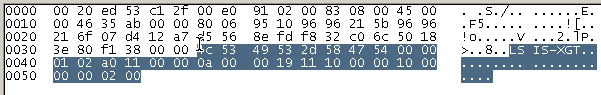 0000 00 20 ed 53 c1 2f 00 e0 91 02 00 83 08 00 45 00 . .S./.. ......E.
0010 00 46 35 ab 00 00 80 06 95 10 96 96 21 5b 96 96 .F5..... ....![..
0020 21 6f 07 d4 12 a7 d5 56 8e fd f8 32 c0 6c 50 18 !o.....V ...2.lP.
0030 3e 80 f1 38 00 00 4c 53 49 53 2d 58 47 54 00 00 >..8..LS IS-XGT..
0040 01 02 a0 11 00 00 0a 00 00 19 11 10 00 00 10 00 ........ ........
0050 00 00 02 00 ....